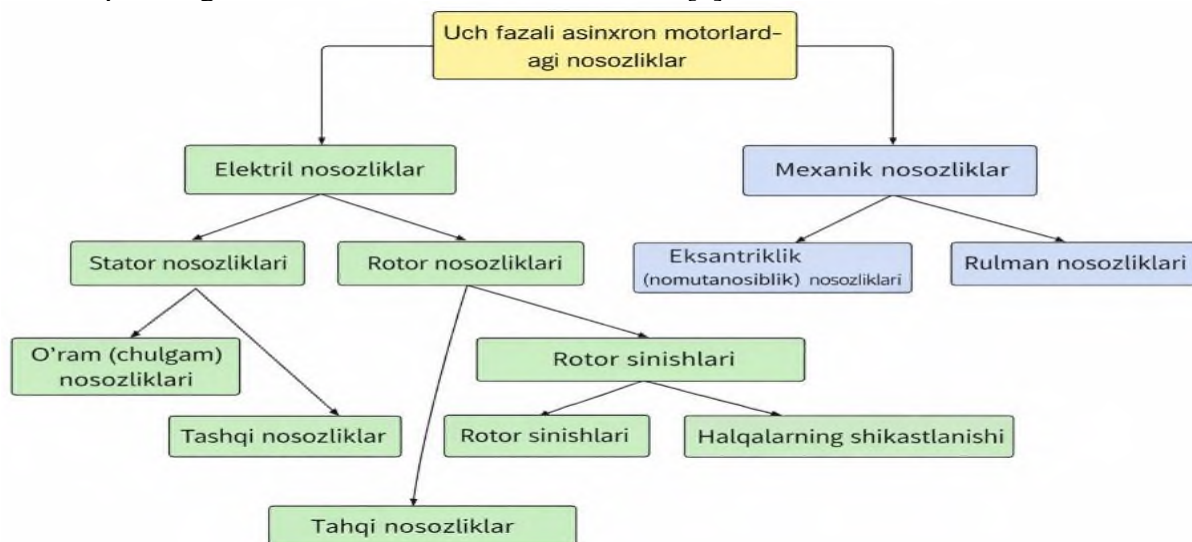 Uch fazali asinxron motorlard-
agi nosozliklar
Elektril nosozliklar
Mexanik nosozliklar
Stator nosozliklari
Rotor nosozliklari
Eksantriklik
(nomutanosiblik) nosozliklari
Rulman nosozliklari
O'ram (chulgam)
nosozliklari
Rotor sinishlari
Tashqi nosozliklar
Rotor sinishlari
Halqalarning shikastlanishi
Tahqi nosozliklar